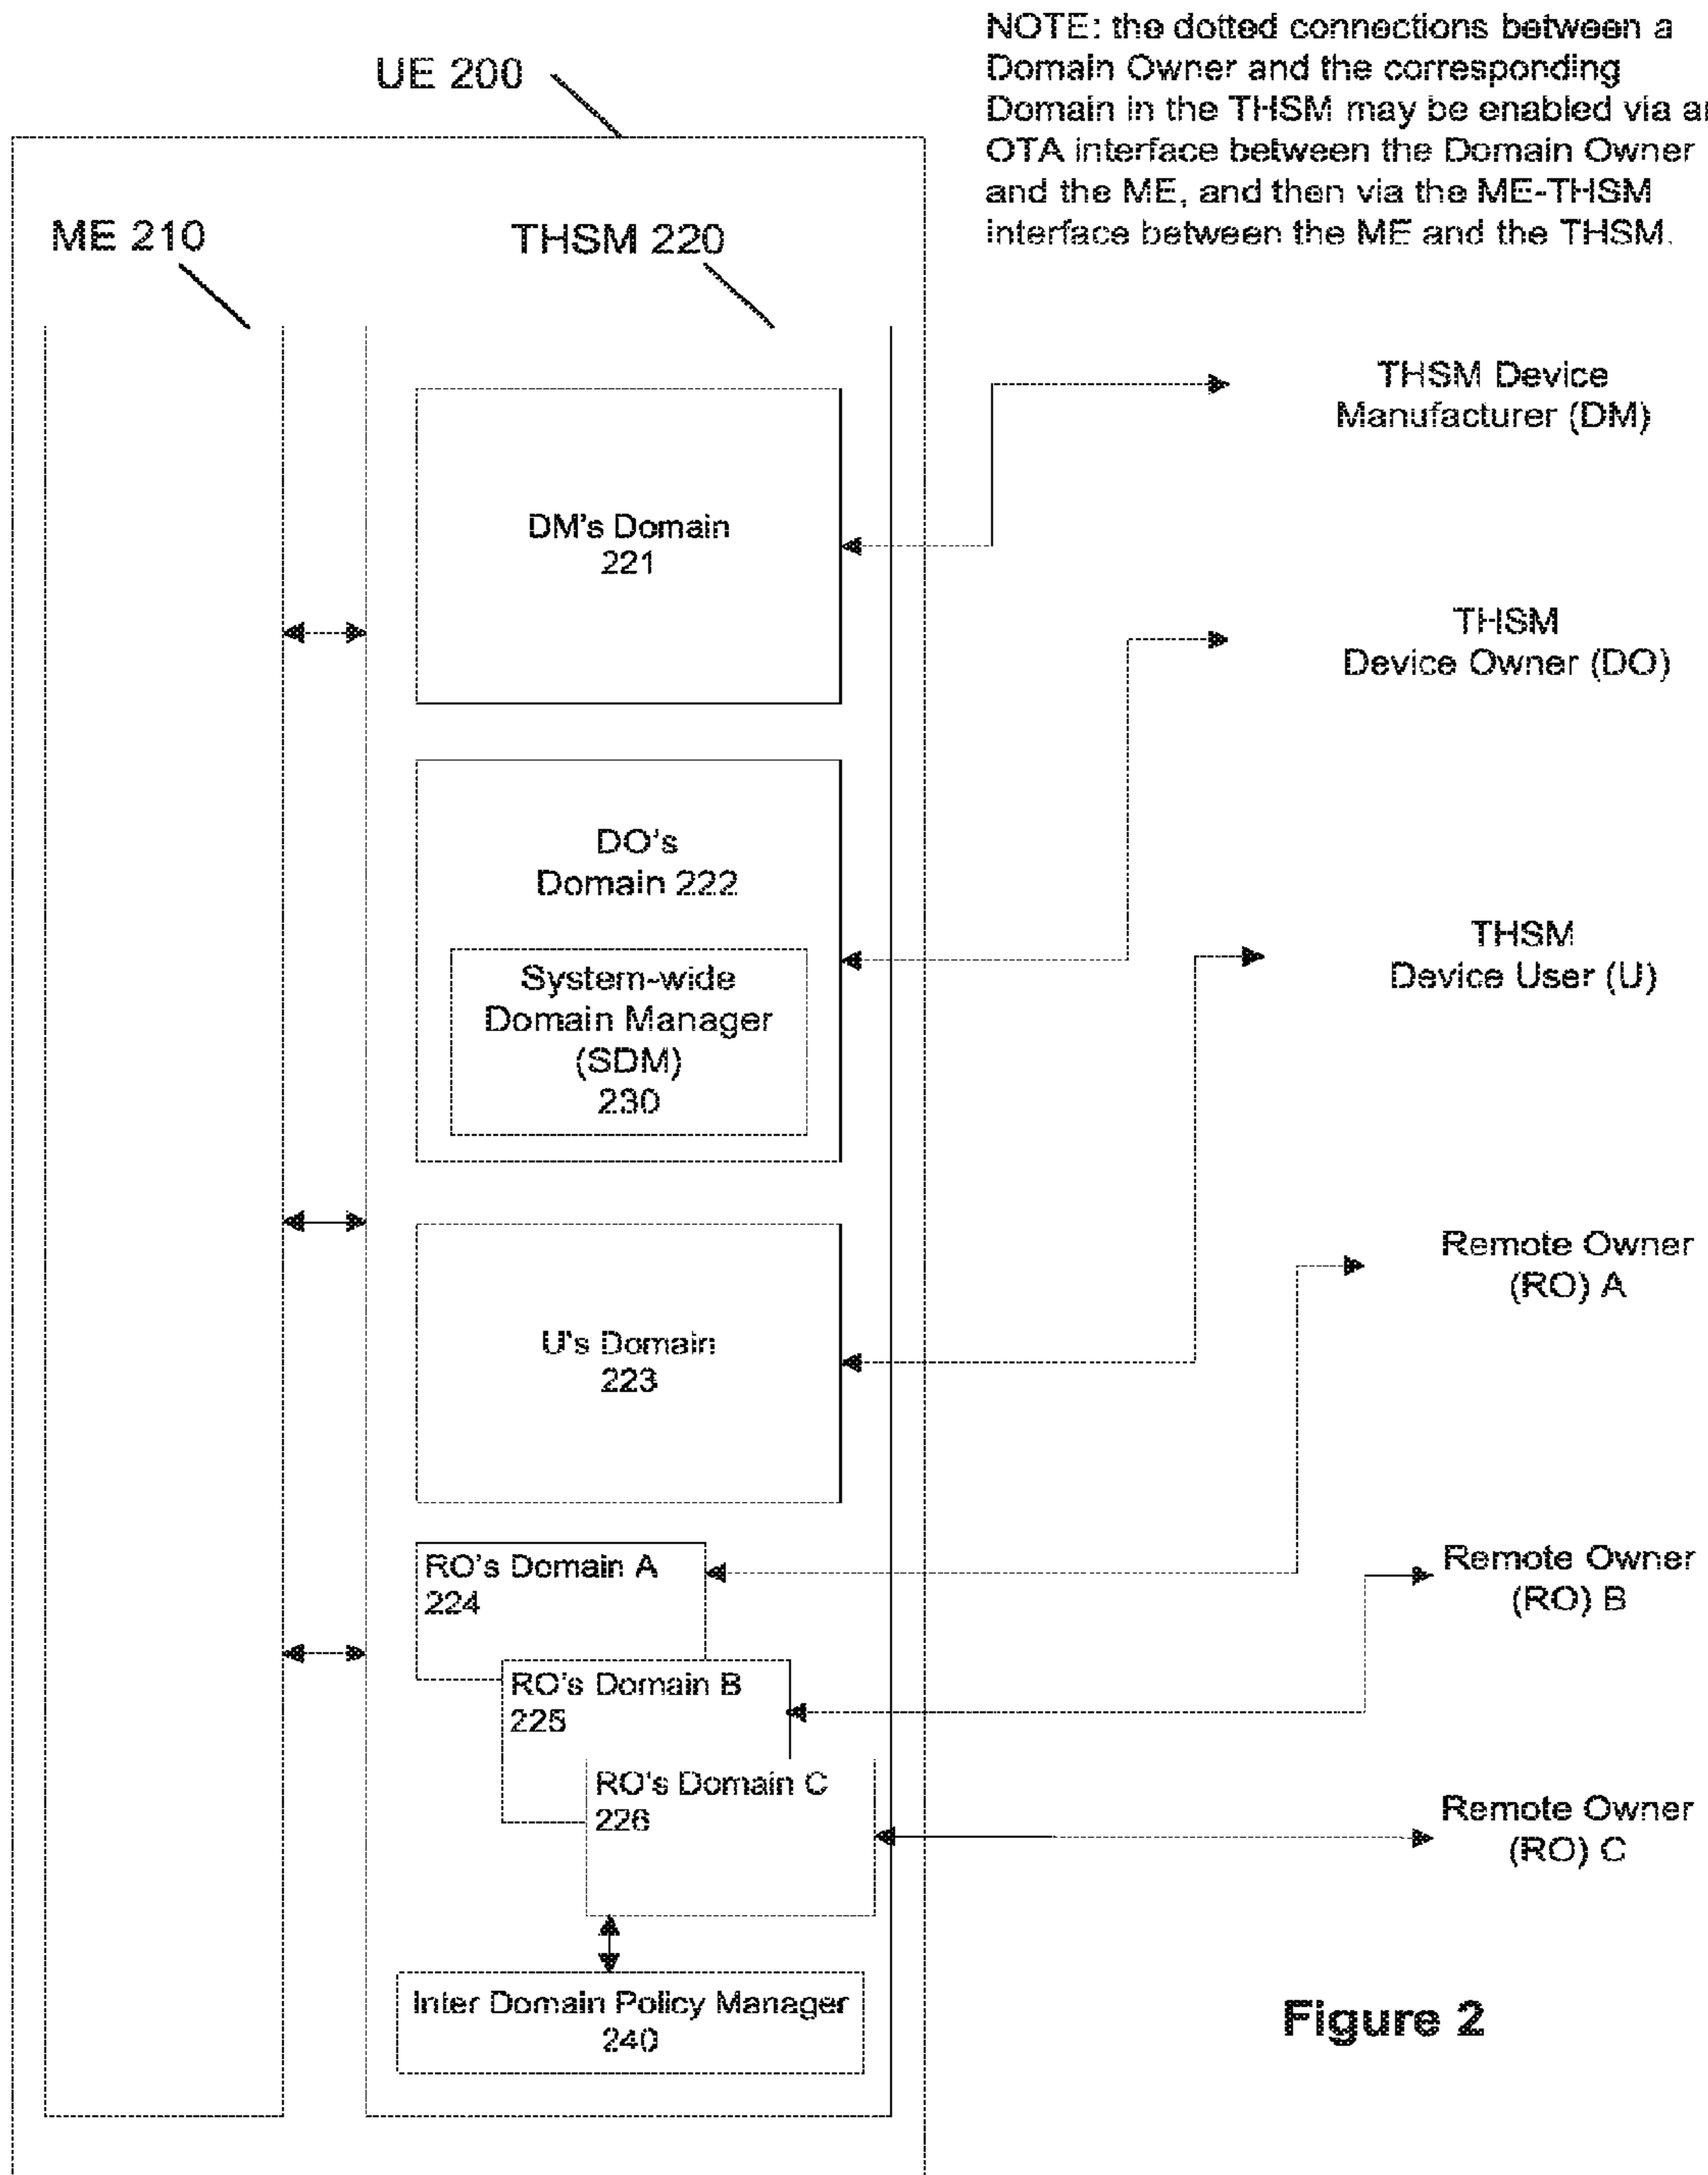 NOTE: the dotted connections between a
Domain Owner and the corresponding
Domain in the THSM may be enabled via an
OTA interface between the Domain Owner
and the ME, and then via the ME-THSM
interface between the ME and the THSM.
UE 200
ME 210
THSM 220
THSM Device
Manufacturer (DM)
DM's Domain
221
THSM
Device Owner (DO)
DO's
Domain 222
System-wide
Domain Manager
(SDM)
230
THSM
Device User (U)
U's Domain
223
Remote Owner
(RO) A
RO's Domain A
224
Remote Owner
(RO) B
RO's Domain B
225
RO's Domain C
226
Remote Owner
(RO) C
Inter Domain Policy Manager
240
Figure 2